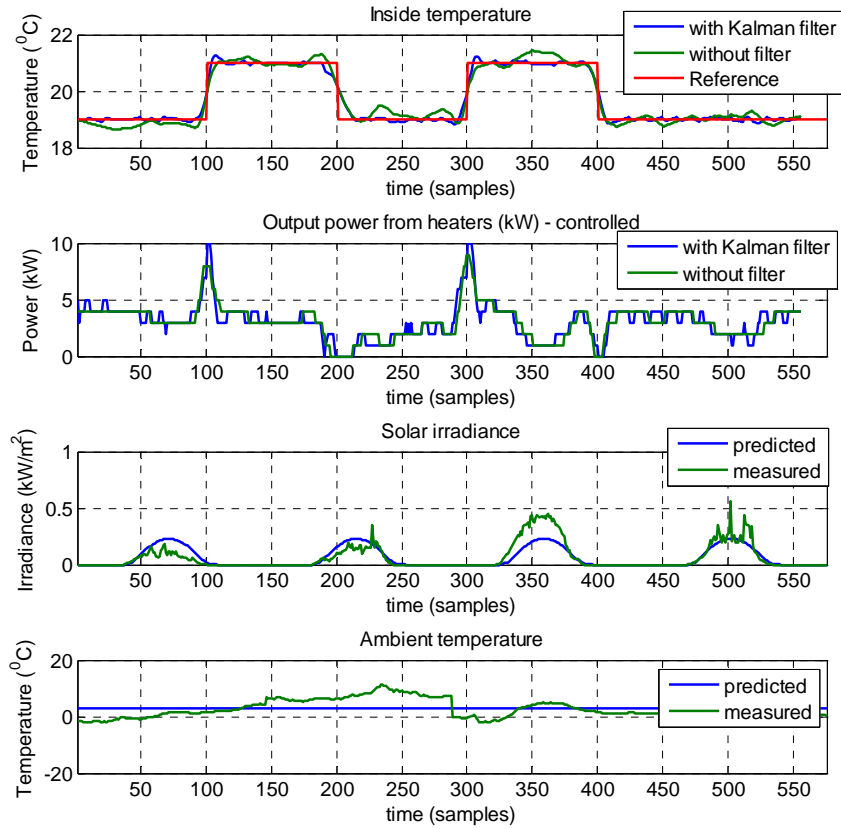 Inside temperature
with Kalman filter
without filter
Reference
Temperature (⁰C)
22
20
18
50 100 150 200 250 300 350 400 450 500 550
time (samples)
Output power from heaters (kW) - controlled
with Kalman filter
without filter
Power (kW)
10
5
0
50 100 150 200 250 300 350 400 450 500 550
time (samples)
Solar irradiance
predicted
measured
Irradiance (kW/m²)
1
0.5
0
50 100 150 200 250 300 350 400 450 500 550
time (samples)
Ambient temperature
predicted
measured
Temperature (⁰C)
20
0
-20
50 100 150 200 250 300 350 400 450 500 550
time (samples)